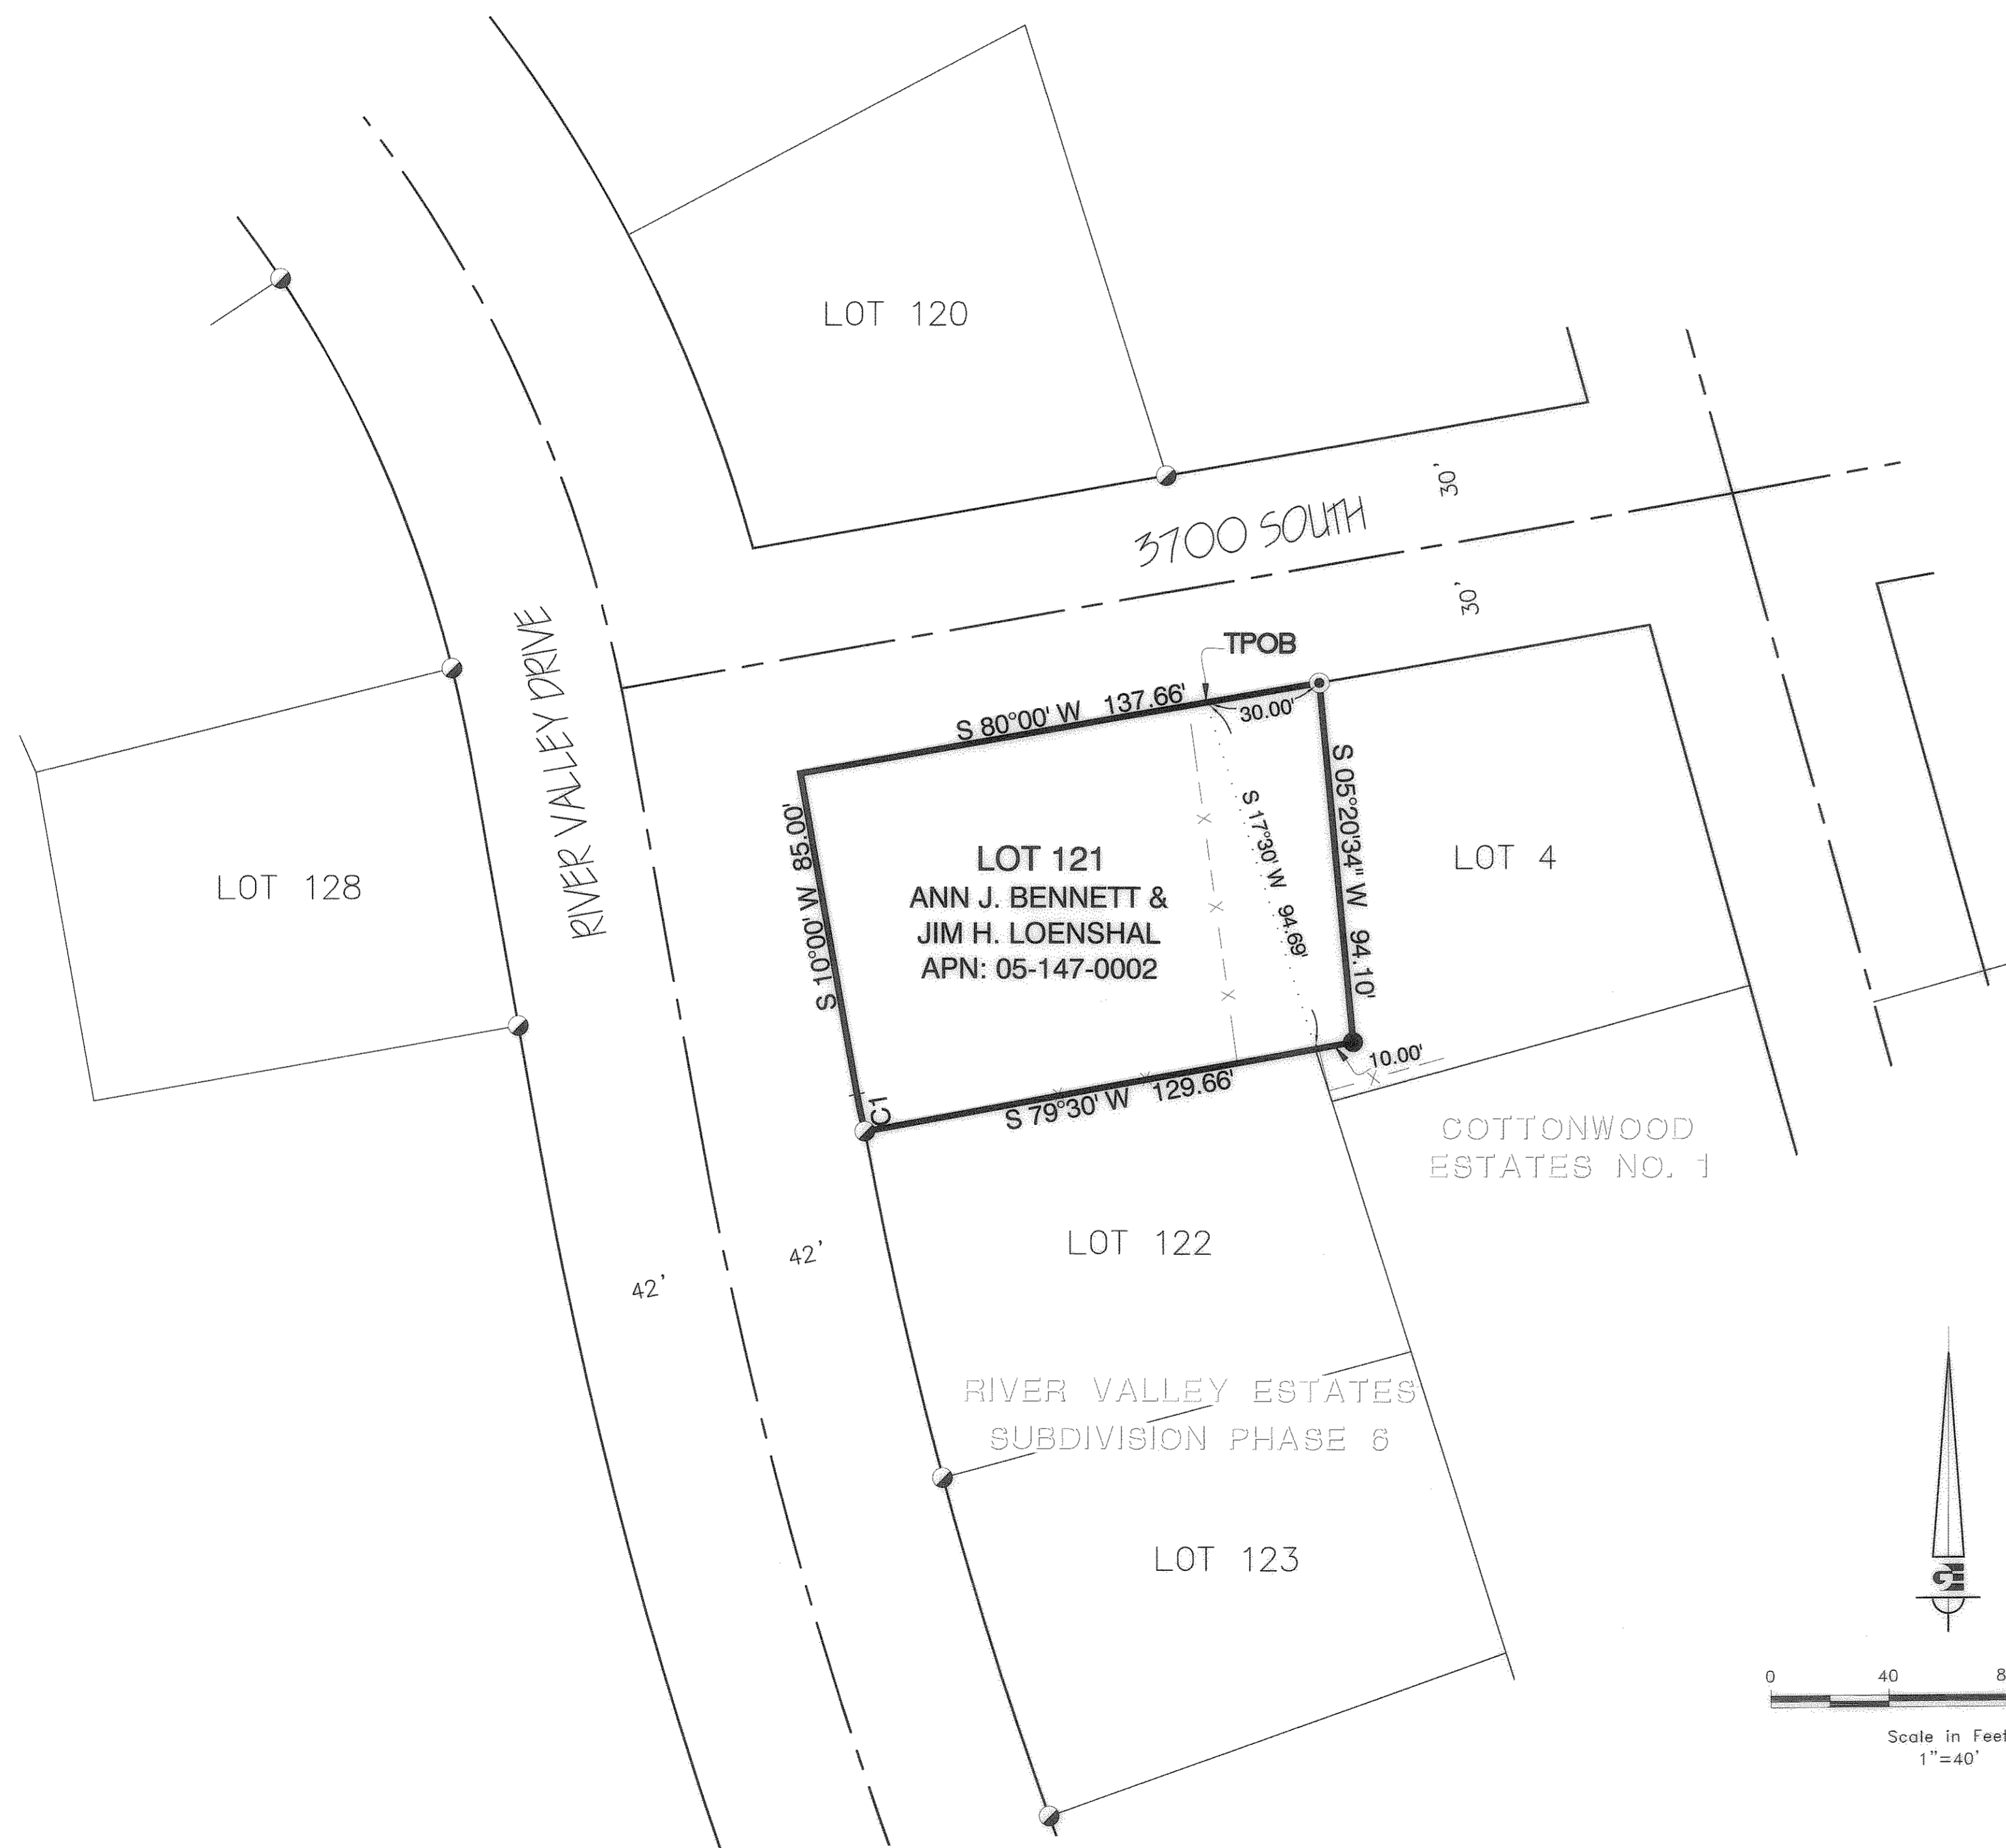 LOT 120
3700 SOUTH
30'
30'
TPOB
S 80°00' W 137.66'
30.00'
RIVER VALLEY DRIVE
S 10°00' W 85.00'
S 17°30' W 94.69'
S 05°20'34" W 94.10'
LOT 121
ANN J. BENNETT &
JIM H. LOENSHAL
APN: 05-147-0002
LOT 4
LOT 128
10.00'
C1
S 79°30' W 129.66'
COTTONWOOD
ESTATES NO. 1
LOT 122
42'
42'
RIVER VALLEY ESTATES
SUBDIVISION PHASE 6
LOT 123
0 40 8
Scale in Feet
1"=40'